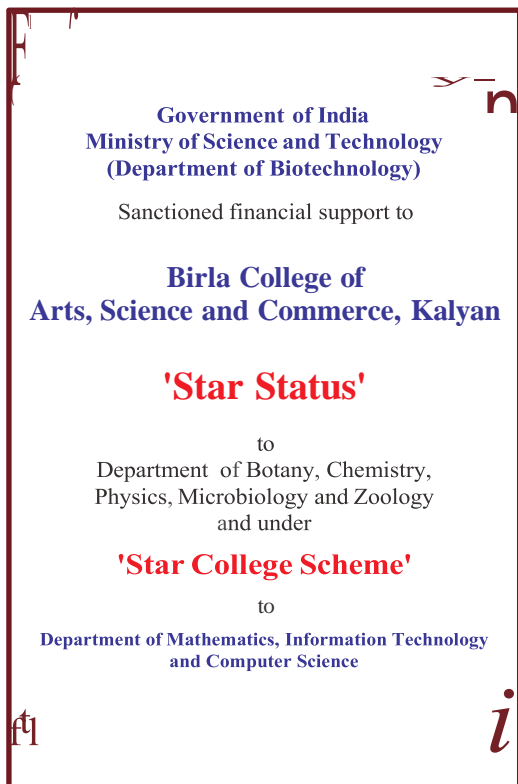 Government of India
Ministry of Science and Technology
(Department of Biotechnology)
Sanctioned financial support to
Birla College of
Arts, Science and Commerce, Kalyan
'Star Status'
to
Department of Botany, Chemistry,
Physics, Microbiology and Zoology
and under
'Star College Scheme'
to
Department of Mathematics, Information Technology
and Computer Science